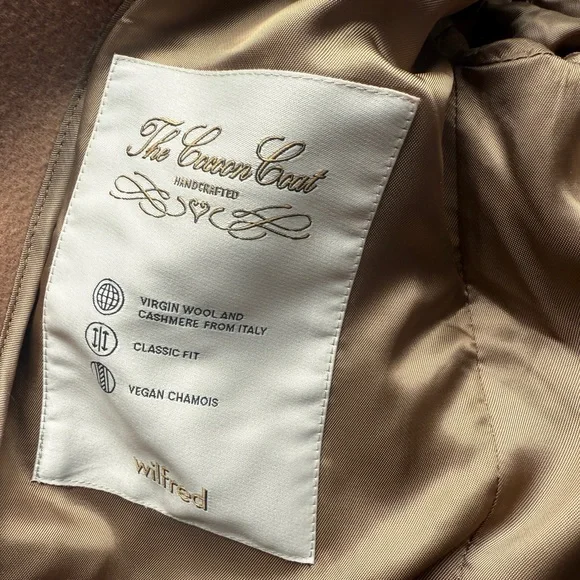 The Cocoon Coat
HANDCRAFTED
VIRGIN WOOL AND
CASHMERE FROM ITALY
CLASSIC FIT
VEGAN CHAMOIS
wilfred